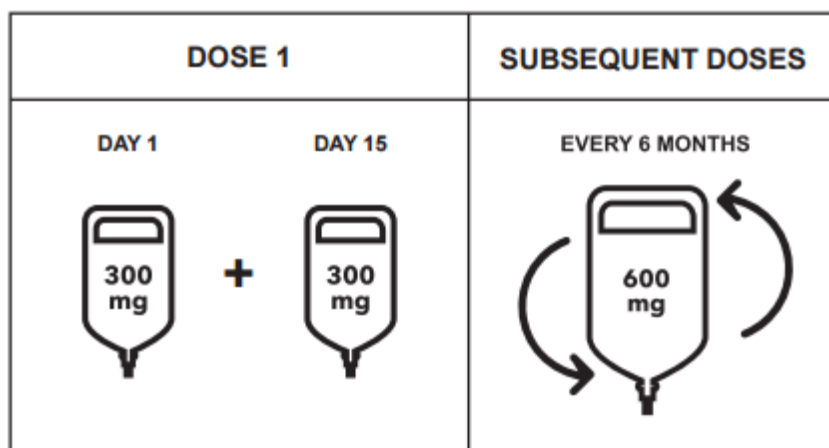 DOSE 1
SUBSEQUENT DOSES
DAY 1
DAY 15
EVERY 6 MONTHS
300
mg
+
300
mg
600
mg